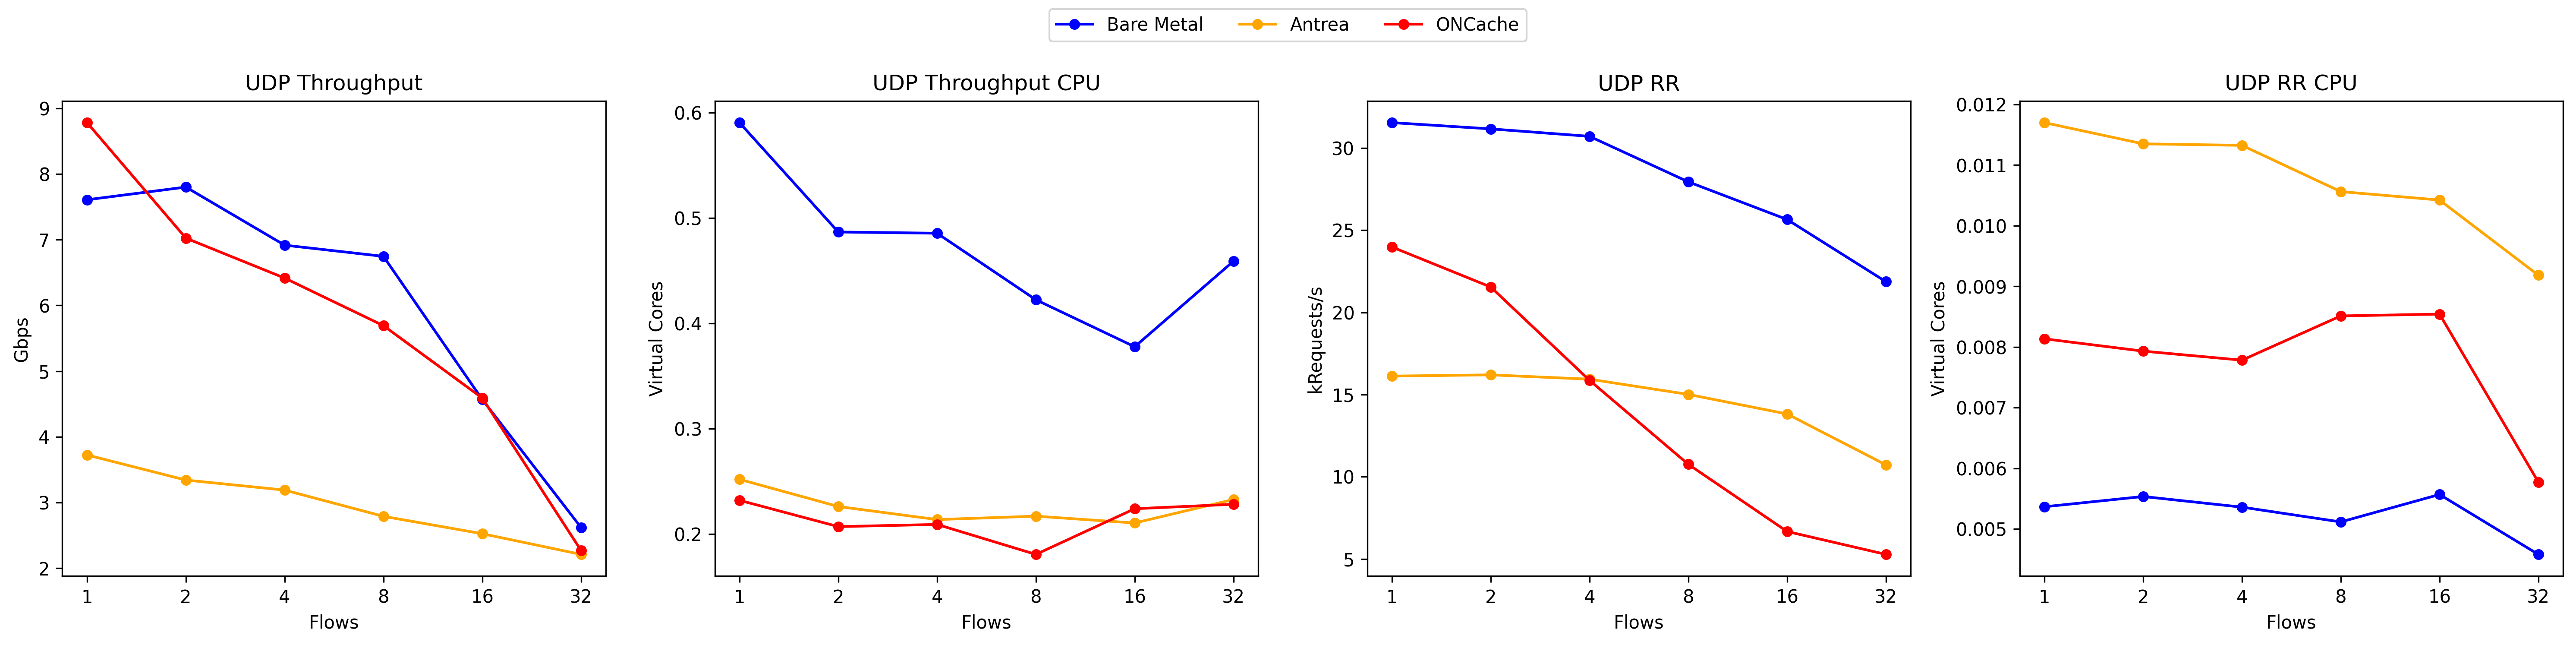 Bare Metal Antrea ONCache
UDP Throughput
9
8
7
6
5
4
3
2
Gbps
1 2 4 8 16 32
Flows
UDP Throughput CPU
0.6
0.5
0.4
0.3
0.2
Virtual Cores
1 2 4 8 16 32
Flows
UDP RR
30
25
20
15
10
5
kRequests/s
1 2 4 8 16 32
Flows
UDP RR CPU
0.012
0.011
0.010
0.009
0.008
0.007
0.006
0.005
Virtual Cores
1 2 4 8 16 32
Flows